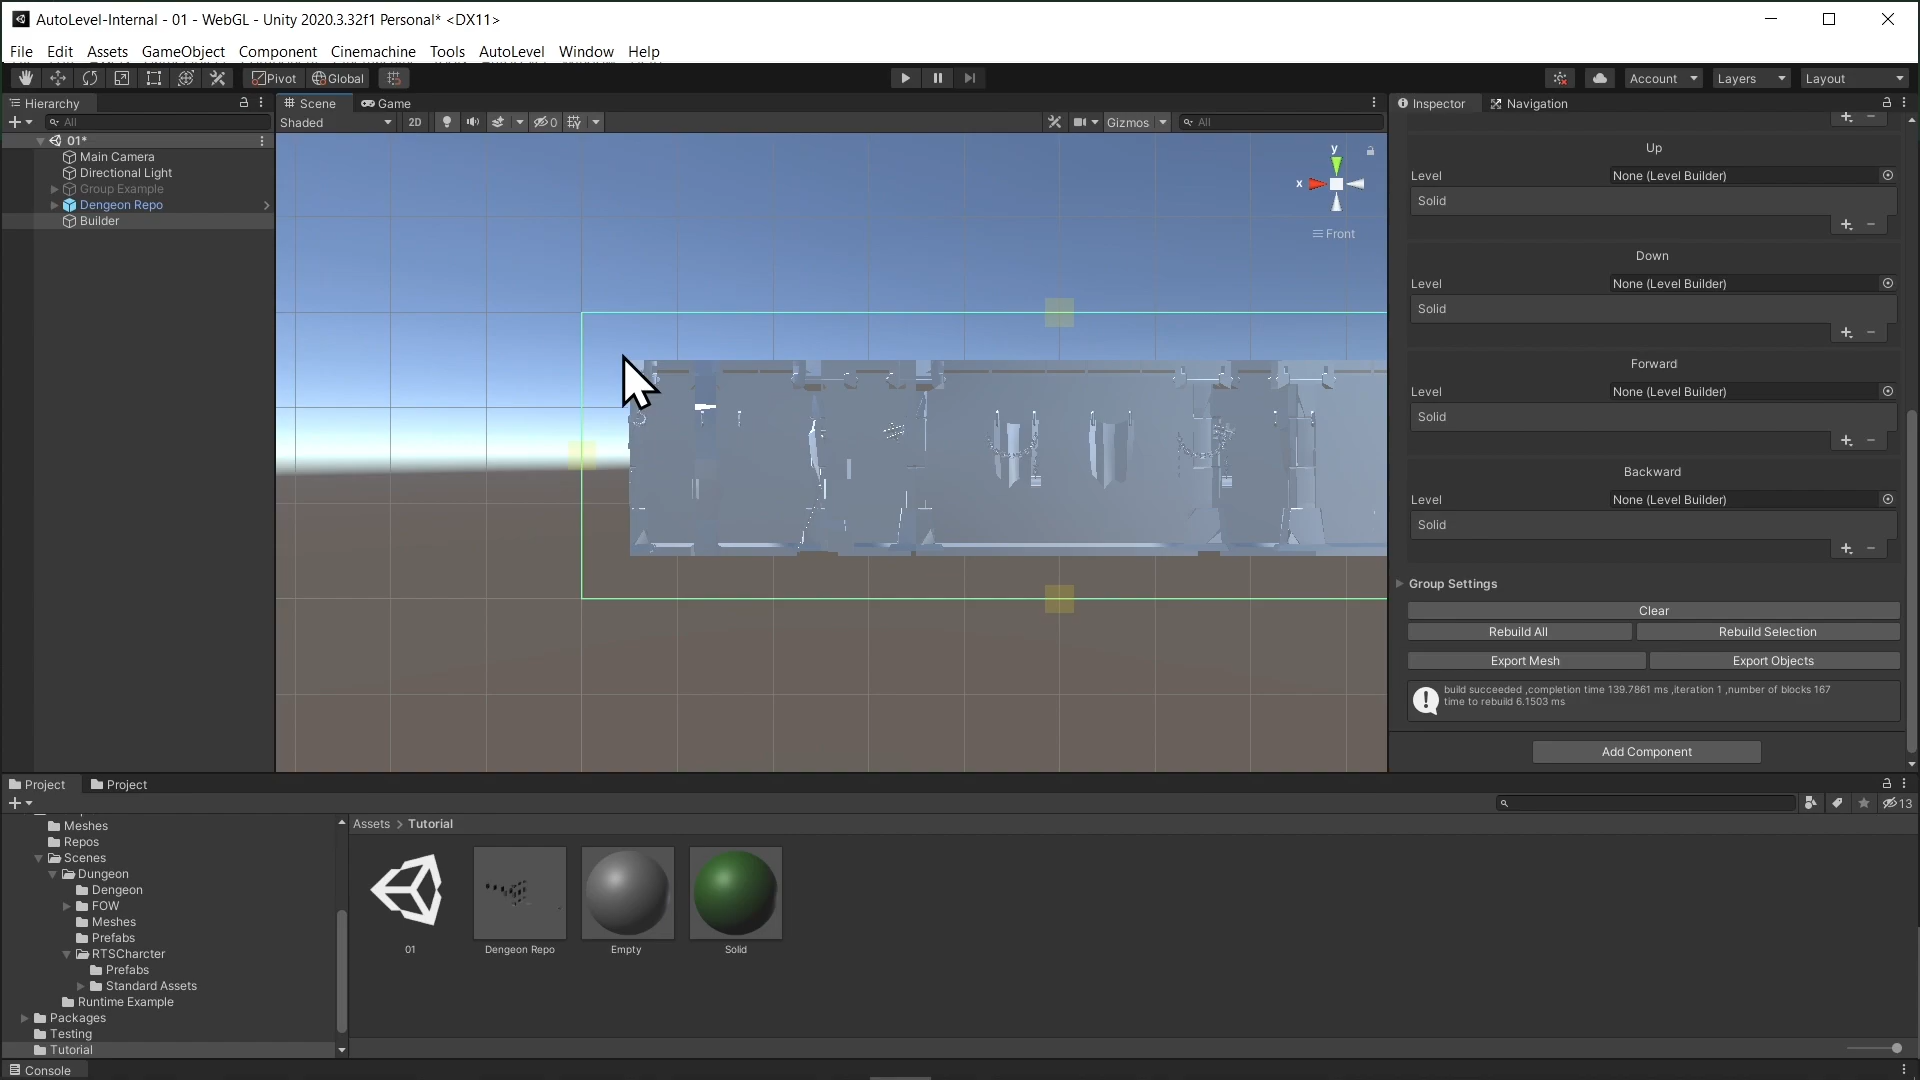 AutoLevel-Internal - 01 - WebGL - Unity 2020.3.32f1 Personal* <DX11>
File Edit Assets GameObject Component Cinemachine Tools AutoLevel Window Help
Pivot Global Account Layers Layout
Hierarchy Scene Game Inspector Navigation
All Shaded 2D 0 Gizmos All
01*
Main Camera
Directional Light
Group Example
Dengeon Repo
Builder
y
x
Front
Up
Level None (Level Builder)
Solid
Down
Level None (Level Builder)
Solid
Forward
Level None (Level Builder)
Solid
Backward
Level None (Level Builder)
Solid
Group Settings
Clear
Rebuild All Rebuild Selection
Export Mesh Export Objects
build succeeded ,completion time 139.7861 ms ,iteration 1 ,number of blocks 167
time to rebuild 6.1503 ms
Add Component
Project Project
13
Meshes
Repos
Scenes
Dungeon
Dengeon
FOW
Meshes
Prefabs
RTSCharcter
Prefabs
Standard Assets
Runtime Example
Packages
Testing
Tutorial
Assets > Tutorial
01 Dengeon Repo Empty Solid
Console